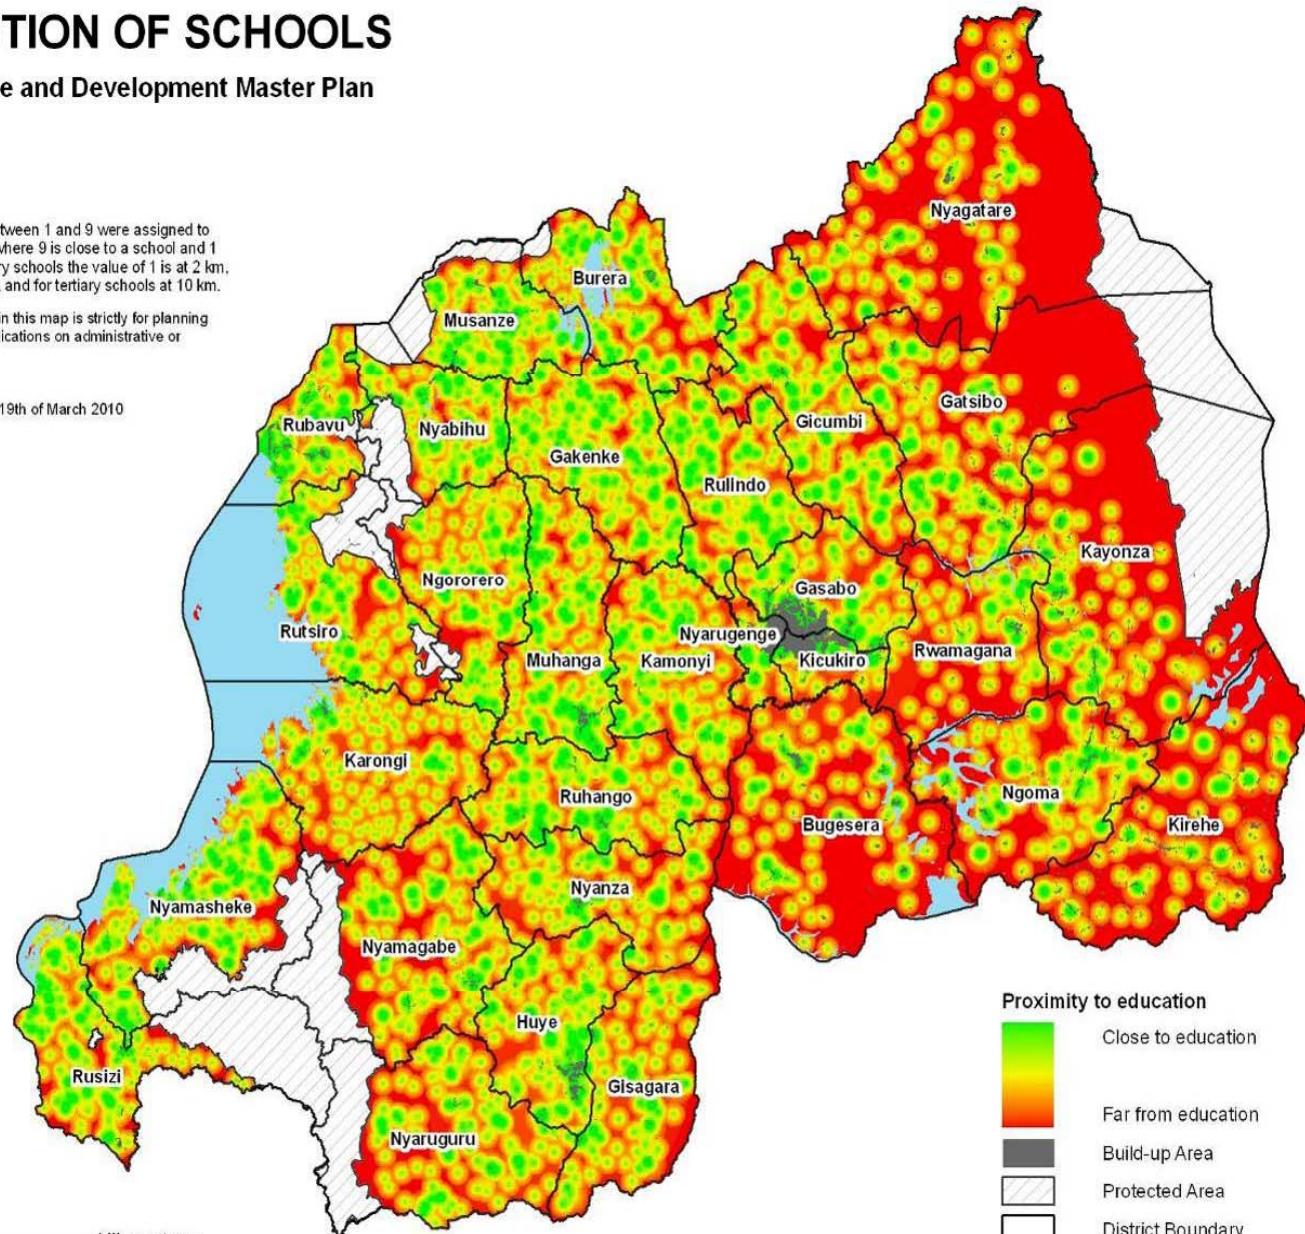 TION OF SCHOOLS
e and Development Master Plan
tween 1 and 9 were assigned to
where 9 is close to a school and 1
ry schools the value of 1 is at 2 km,
and for tertiary schools at 10 km.
in this map is strictly for planning
ications on administrative or
19th of March 2010
Nyagatare
Burera
Musanze
Gatsibo
Rubavu
Nyabihu
Gicumbi
Gakenke
Rulindo
Kayonza
Ngororero
Gasabo
Rutsiro
Nyarugenge
Muhanga
Kamonyi
Kicukiro
Rwamagana
Karongi
Ruhango
Ngoma
Bugesera
Kirehe
Nyanza
Nyamasheke
Nyamagabe
Huye
Rusizi
Gisagara
Nyaruguru
Proximity to education
Close to education
Far from education
Build-up Area
Protected Area
District Boundary